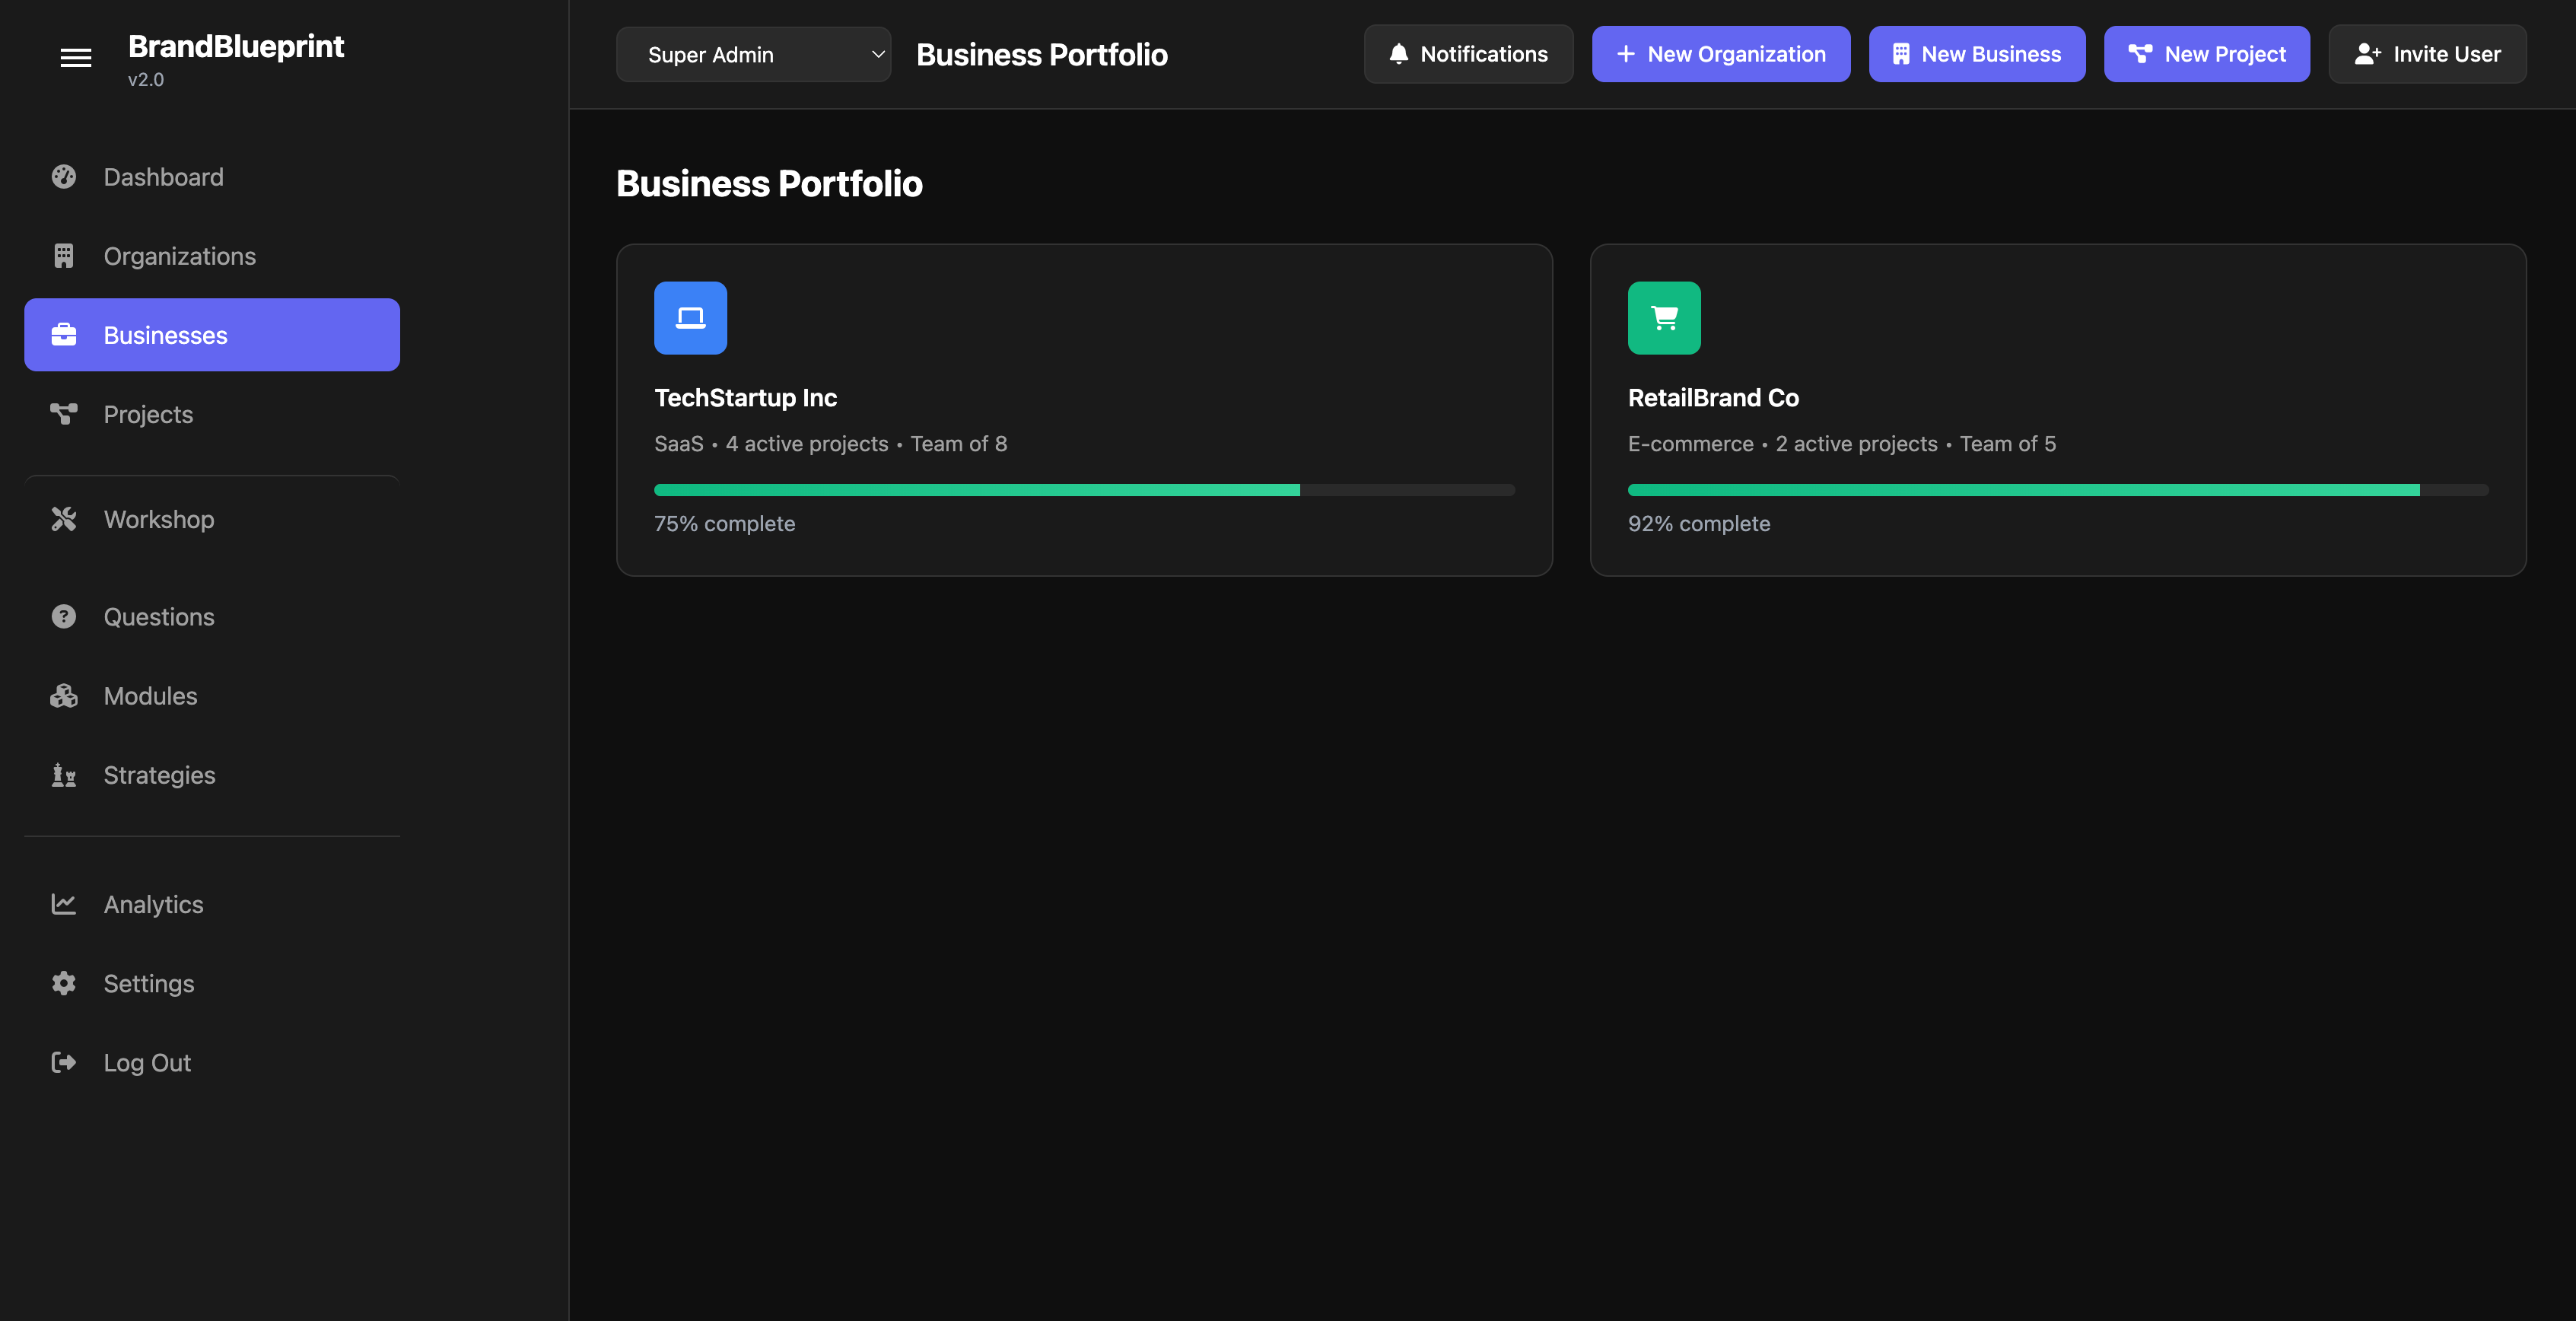 BrandBlueprint
v2.0
Dashboard
Organizations
Businesses
Projects
Workshop
Questions
Modules
Strategies
Analytics
Settings
Log Out
Super Admin
Business Portfolio
Notifications
New Organization
New Business
New Project
Invite User
Business Portfolio
TechStartup Inc
SaaS • 4 active projects • Team of 8
75% complete
RetailBrand Co
E-commerce • 2 active projects • Team of 5
92% complete